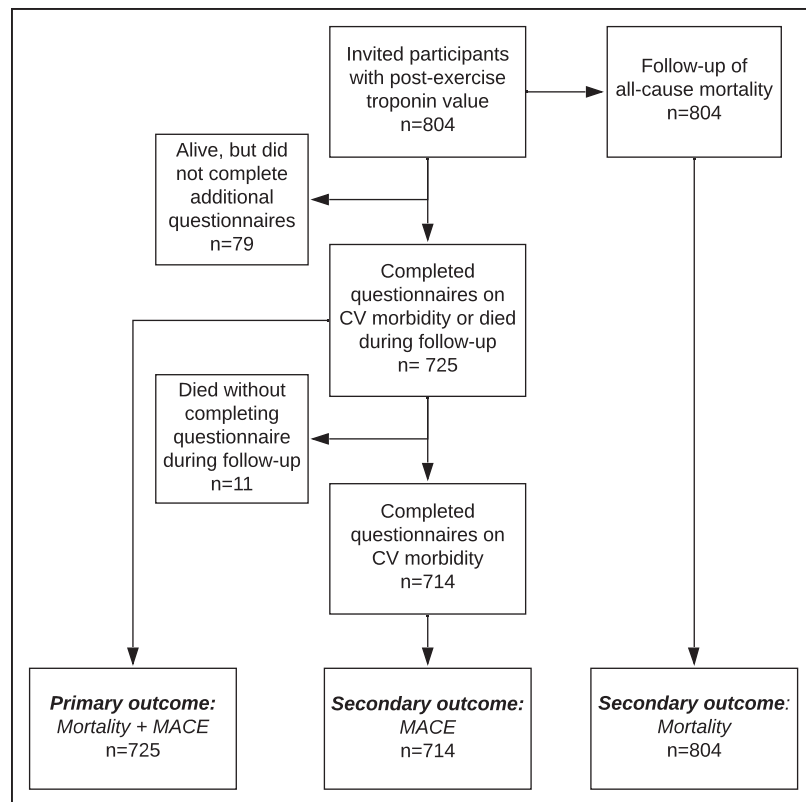 Invited participants
with post-exercise
troponin value
n=804
Follow-up of
all-cause mortality
n=804
Alive, but did
not complete
additional
questionnaires
n=79
Completed
questionnaires on
CV morbidity or died
during follow-up
n= 725
Died without
completing
questionnaire
during follow-up
n=11
Completed
questionnaires on
CV morbidity
n=714
Primary outcome:
Mortality + MACE
n=725
Secondary outcome:
MACE
n=714
Secondary outcome:
Mortality
n=804